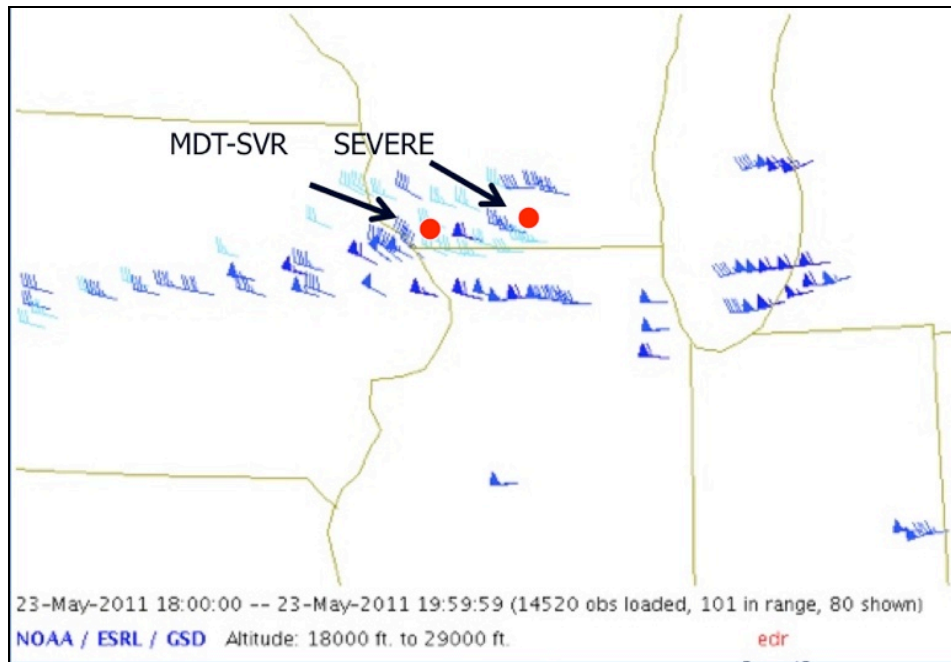 MDT-SVR SEVERE
23-May-2011 18:00:00 -- 23-May-2011 19:59:59 (14520 obs loaded, 101 in range, 80 shown)
NOAA / ESRL / GSD Altitude: 18000 ft. to 29000 ft. edr